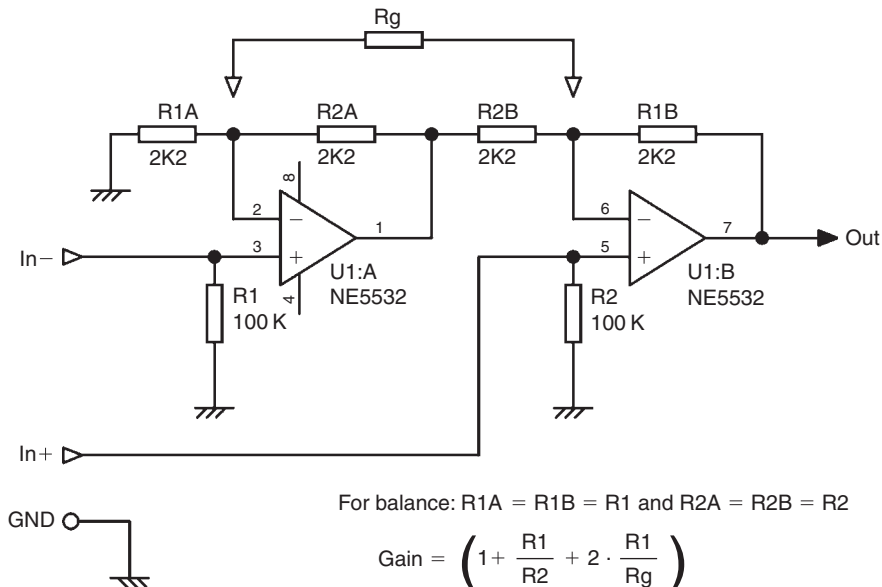 Rg
R1A
R2A
R2B
R1B
2K2
2K2
2K2
2K2
8
2
−
1
6
−
7
Out
In−
3
+
5
+
U1:A
NE5532
U1:B
NE5532
4
R1
100 K
R2
100 K
In+
For balance: R1A = R1B = R1 and R2A = R2B = R2
GND
Gain = (1+ R1/R2 + 2 · R1/Rg)